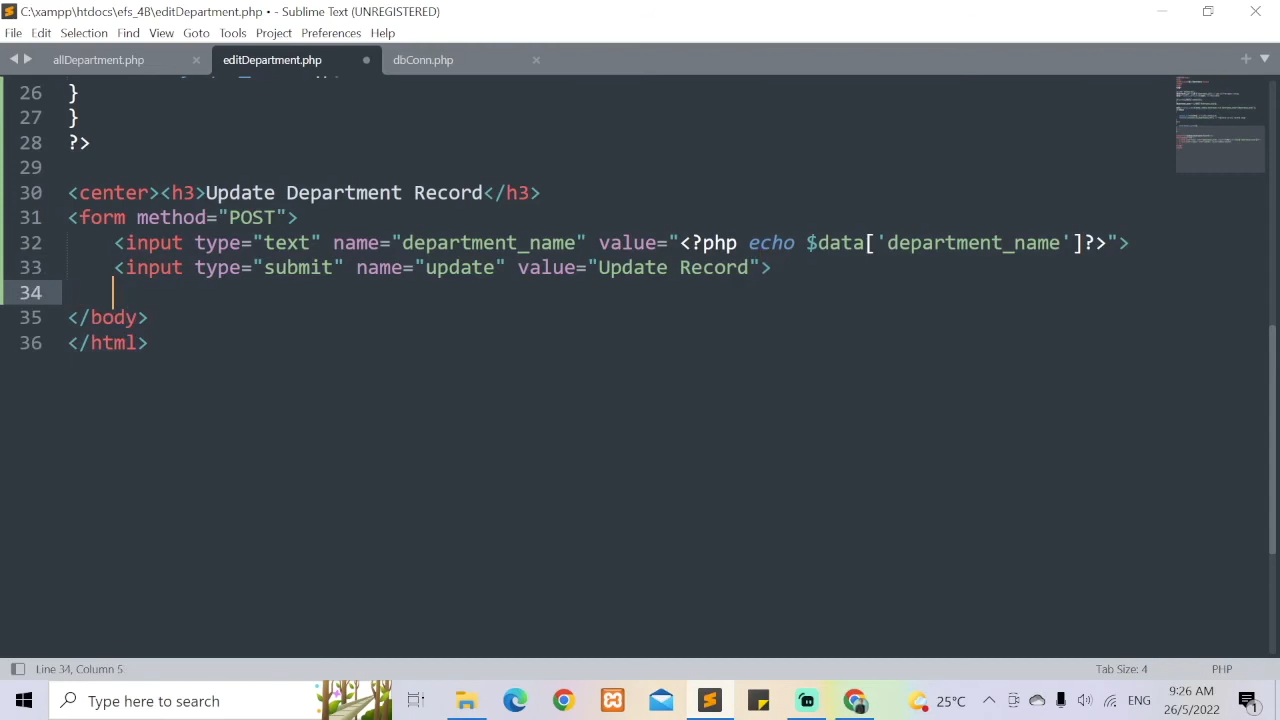 C:\xampp\htdocs\efs_4B\editDepartment.php • - Sublime Text (UNREGISTERED)
File Edit Selection Find View Goto Tools Project Preferences Help
allDepartment.php editDepartment.php dbConn.php
26 }
27 }
28 ?>
29
30 <center><h3>Update Department Record</h3>
31 <form method="POST">
32 <input type="text" name="department_name" value="<?php echo $data['department_name']?>">
33 <input type="submit" name="update" value="Update Record">
34
35 </body>
36 </html>
Line 34, Column 5 Tab Size: 4 PHP
Type here to search 25°C ENG 9:26 AM
26/5/2022 1